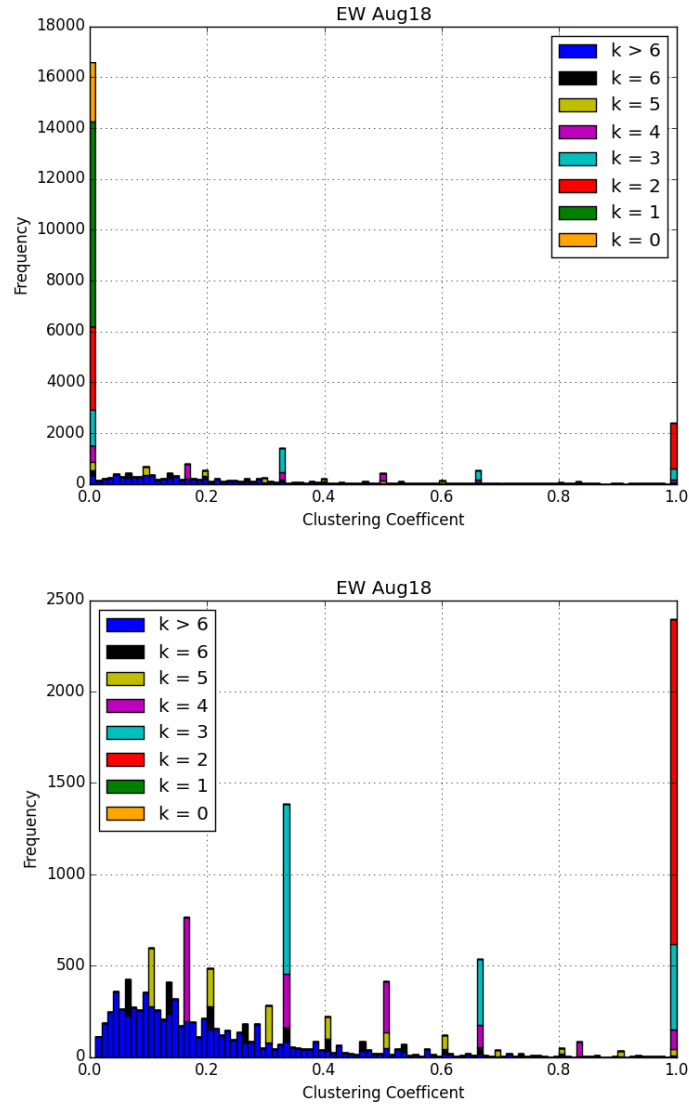 EW Aug18
18000
16000
14000
12000
10000
8000
6000
4000
2000
0
Frequency
k > 6
k = 6
k = 5
k = 4
k = 3
k = 2
k = 1
k = 0
0.0 0.2 0.4 0.6 0.8 1.0
Clustering Coefficent
EW Aug18
2500
2000
1500
1000
500
0
Frequency
k > 6
k = 6
k = 5
k = 4
k = 3
k = 2
k = 1
k = 0
0.0 0.2 0.4 0.6 0.8 1.0
Clustering Coefficent